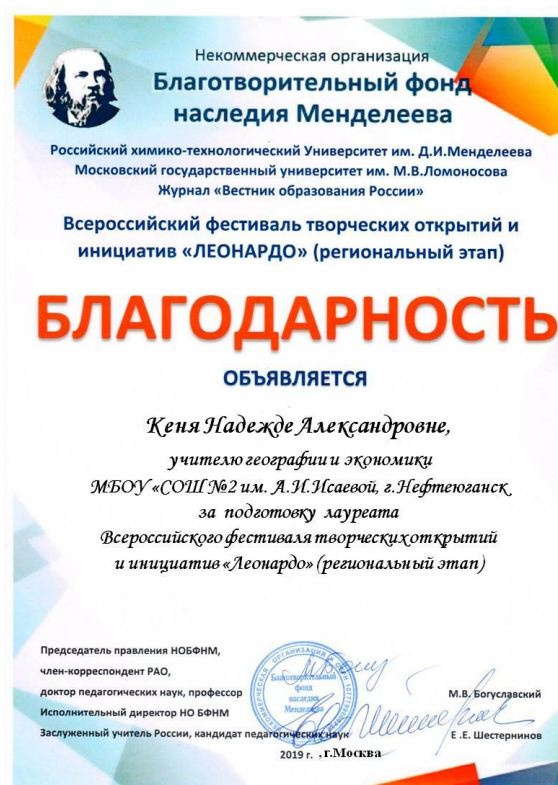 Некоммерческая организация
Благотворительный фонд
наследия Менделеева
Российский химико-технологический Университет им. Д.И.Менделеева
Московский государственный университет им. М.В.Ломоносова
Журнал «Вестник образования России»
Всероссийский фестиваль творческих открытий и
инициатив «ЛЕОНАРДО» (региональный этап)
БЛАГОДАРНОСТЬ
ОБЪЯВЛЯЕТСЯ
Кеня Надежде Александровне,
учителю географии и экономики
МБОУ «СОШ №2 им. А.И.Исаевой, г.Нефтеюганск
за подготовку лауреата
Всероссийского фестиваля творческих открытий
и инициатив «Леонардо» (региональный этап)
Председатель правления НОБФНМ,
член-корреспондент РАО,
доктор педагогических наук, профессор
М.В. Богуславский
Исполнительный директор НО БФНМ
Заслуженный учитель России, кандидат педагогических наук
Е .Е. Шестернинов
2019 г. , г.Москва
Благотворительный
фонд
наследия
Менделеева